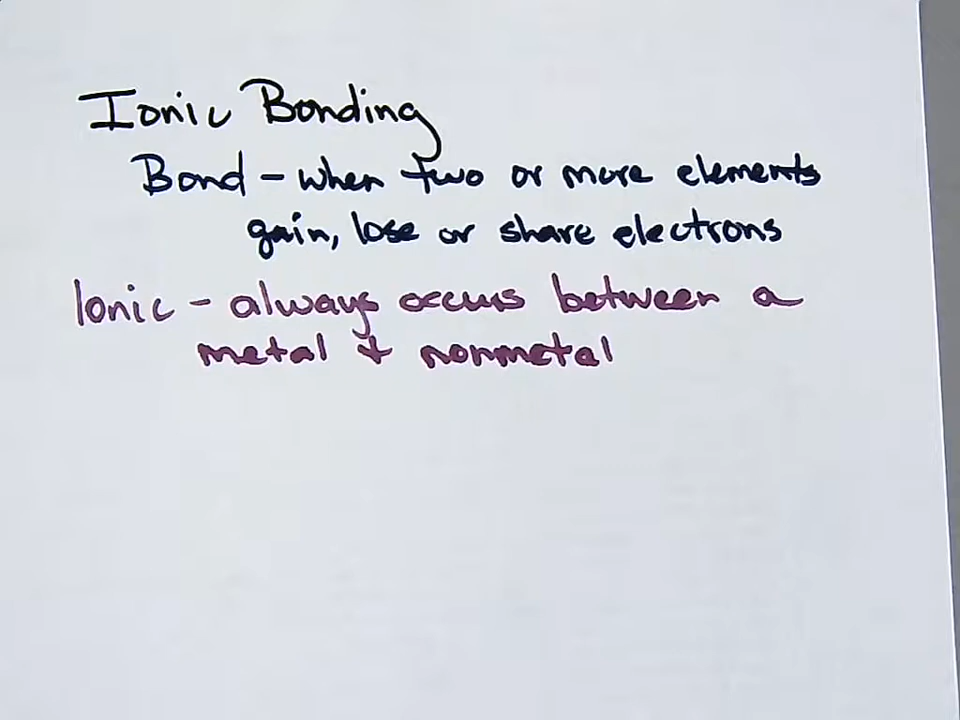 Ionic Bonding
Bond - when two or more elements
gain, lose or share electrons
Ionic - always occurs between a
metal + nonmetal